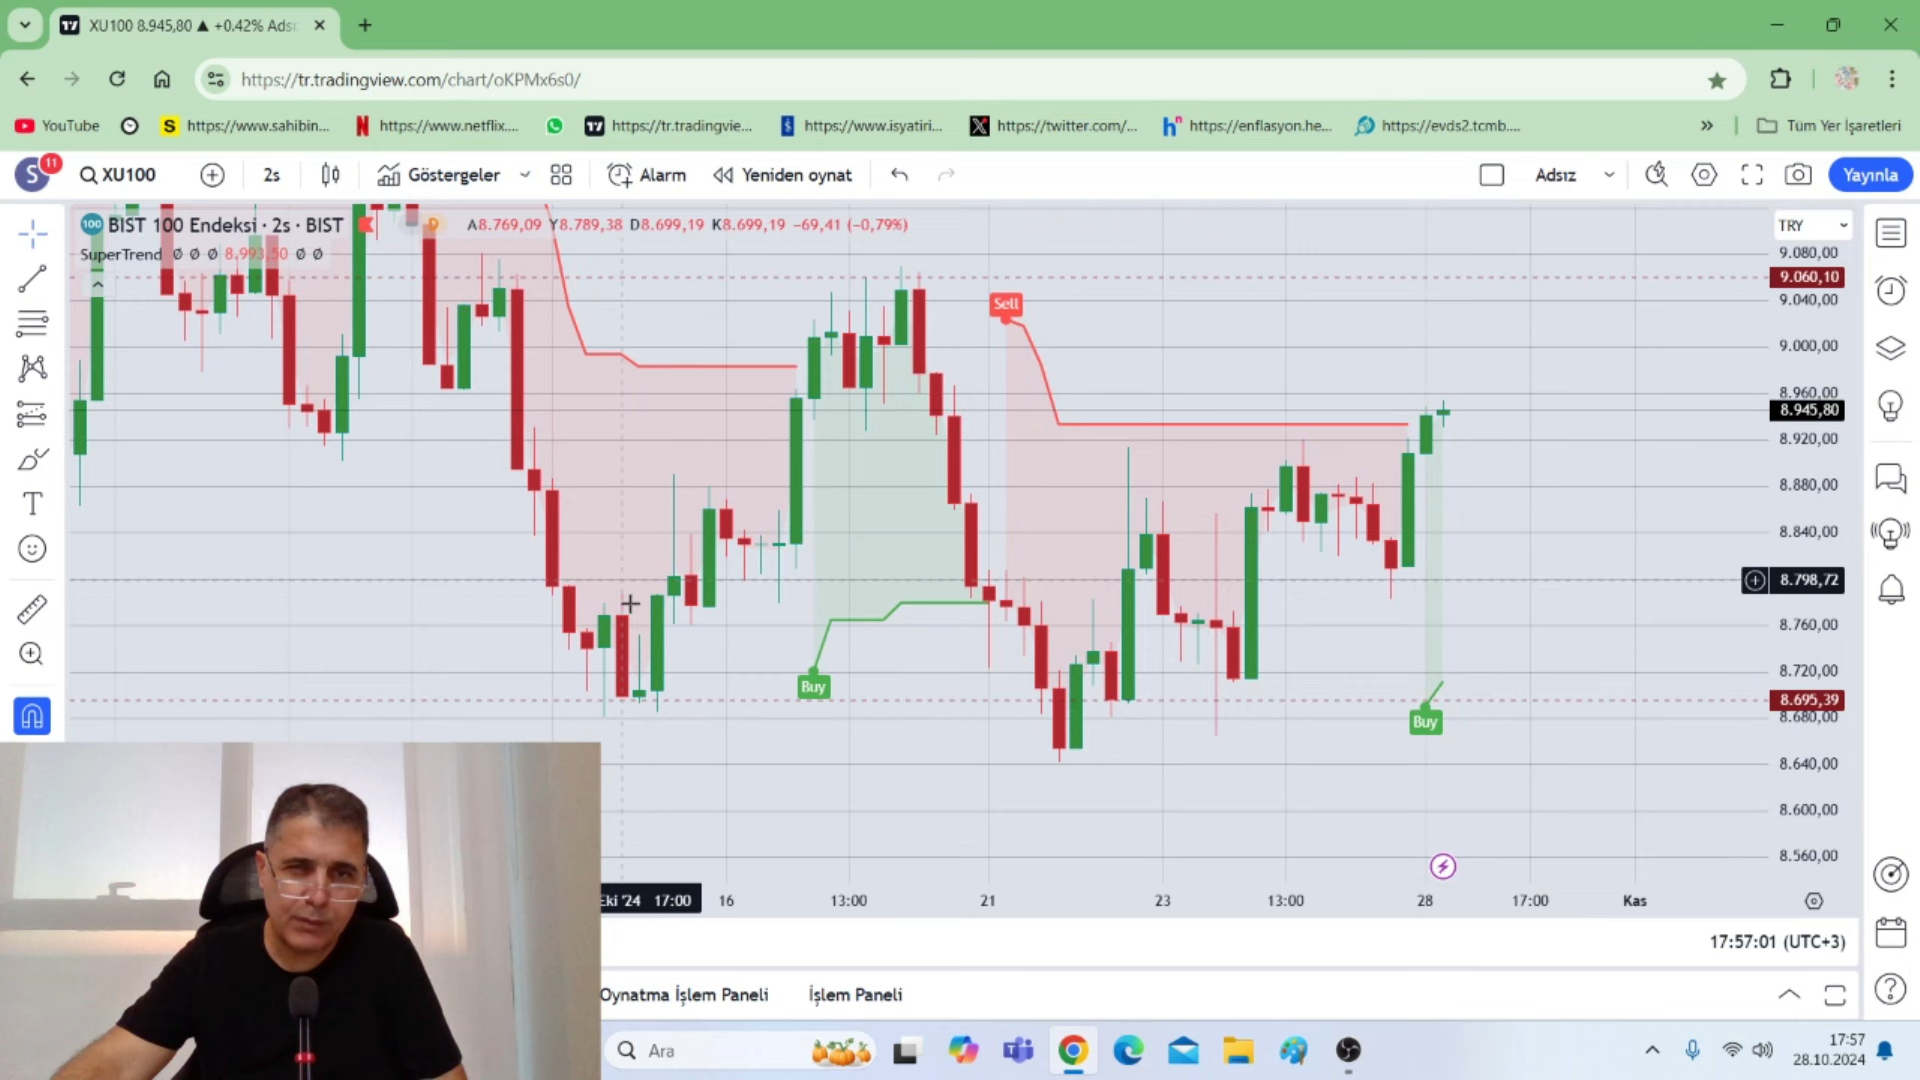 XU100 8.945,80 ▲ +0.42% Ads
https://tr.tradingview.com/chart/oKPMx6s0/
YouTube
https://www.sahibin...
https://www.netflix....
https://tr.tradingvie...
https://www.isyatiri...
https://twitter.com/...
https://enflasyon.he...
https://evds2.tcmb....
Tüm Yer İşaretleri
S 11
XU100
2s
Göstergeler
Alarm
Yeniden oynat
Adsız
Yayınla
100 BIST 100 Endeksi · 2s · BIST D A8.769,09 Y8.789,38 D8.699,19 K8.699,19 −69,41 (−0,79%)
SuperTrend ∅ ∅ ∅ 8.993,50 ∅ ∅
TRY
9.080,00
9.060,10
9.040,00
9.000,00
8.960,00
8.945,80
8.920,00
8.880,00
8.840,00
8.798,72
8.760,00
8.720,00
8.695,39
8.680,00
8.640,00
8.600,00
8.560,00
Sell
Buy
Buy
Eki '24 17:00
16
13:00
21
23
13:00
28
17:00
Kas
17:57:01 (UTC+3)
Oynatma İşlem Paneli
İşlem Paneli
Ara
17:57
28.10.2024